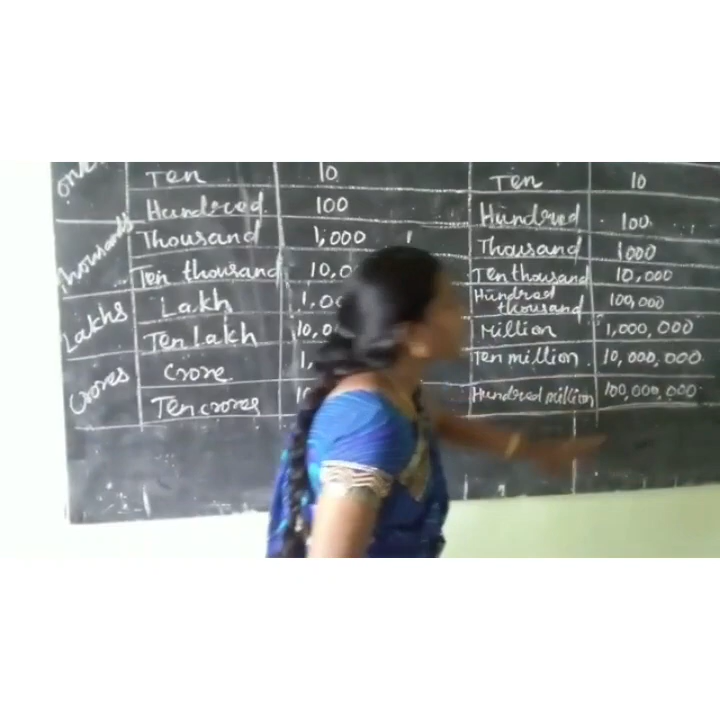 Ten 10 Ten 10
Hundred 100 Hundred 100
Thousands Thousand 1,000 Thousand 1000
Ten thousand Ten thousand 10,000
Lakhs Lakh Hundred thousand 100,000
Ten Lakh Million 1,000,000
Crores Crore Ten million 10,000,000
Ten crores Hundred million 100,000,000